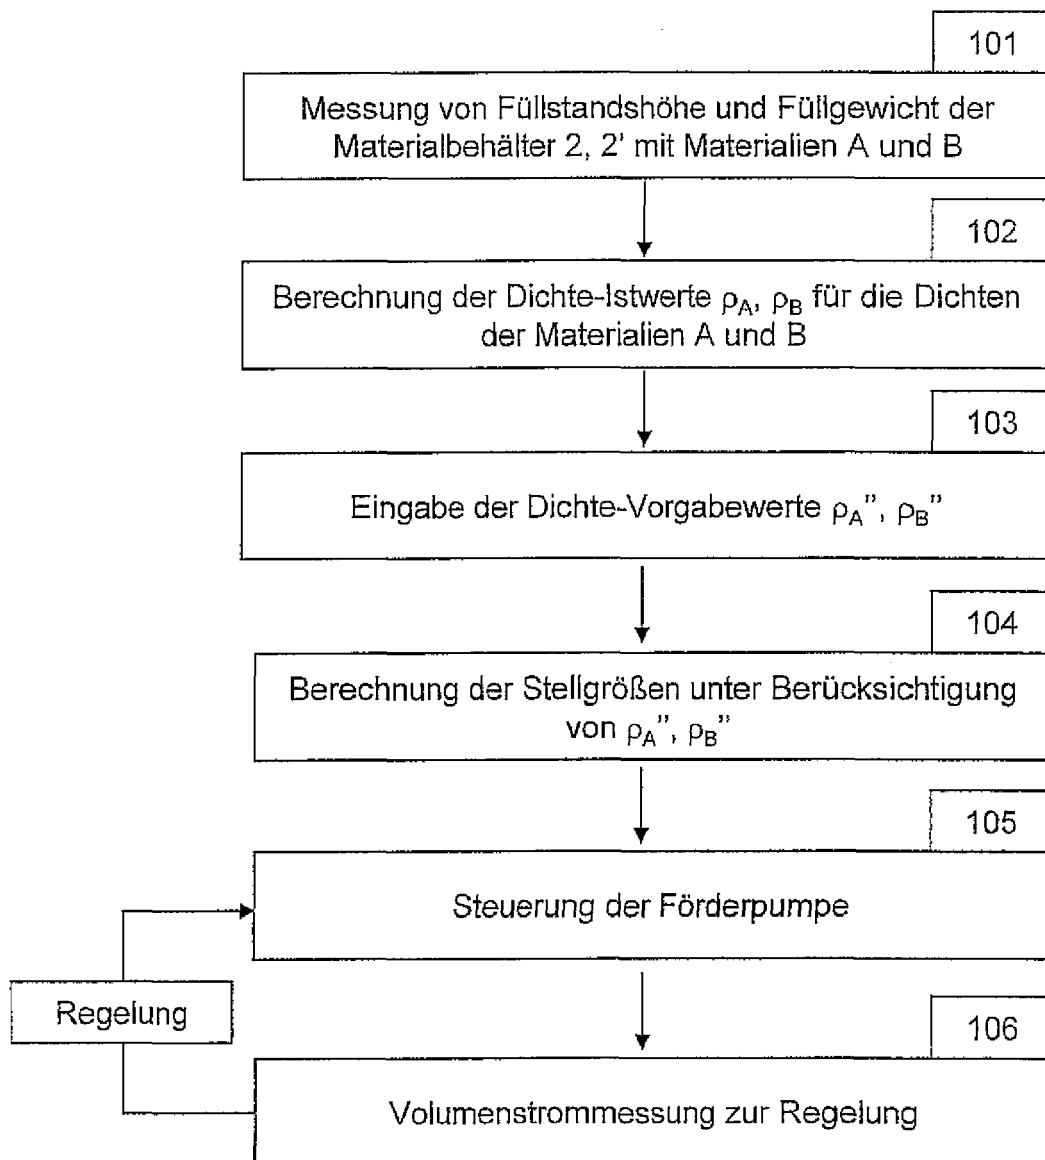 101
Messung von Füllstandshöhe und Füllgewicht der
Materialbehälter 2, 2' mit Materialien A und B
102
Berechnung der Dichte-Istwerte ρA, ρB für die Dichten
der Materialien A und B
103
Eingabe der Dichte-Vorgabewerte ρA'', ρB''
104
Berechnung der Stellgrößen unter Berücksichtigung
von ρA'', ρB''
105
Steuerung der Förderpumpe
Regelung
106
Volumenstrommessung zur Regelung